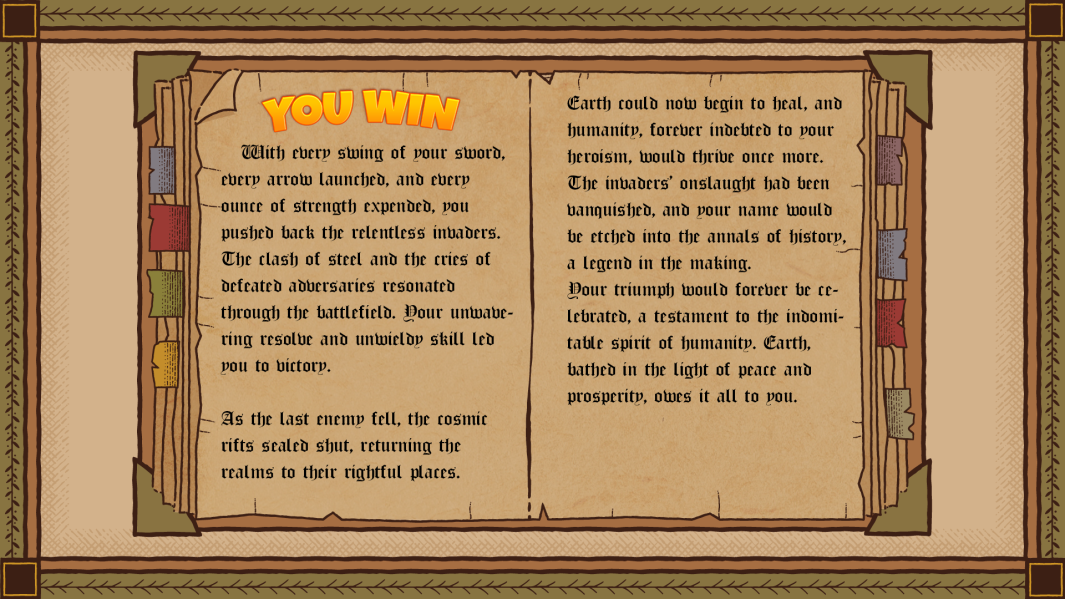 YOU WIN
With every swing of your sword,
every arrow launched, and every
ounce of strength expended, you
pushed back the relentless invaders.
The clash of steel and the cries of
defeated adversaries resonated
through the battlefield. Your unwave-
ring resolve and unwieldy skill led
you to victory.
As the last enemy fell, the cosmic
rifts sealed shut, returning the
realms to their rightful places.
Earth could now begin to heal, and
humanity, forever indebted to your
heroism, would thrive once more.
The invaders' onslaught had been
vanquished, and your name would
be etched into the annals of history,
a legend in the making.
Your triumph would forever be ce-
lebrated, a testament to the indomi-
table spirit of humanity. Earth,
bathed in the light of peace and
prosperity, owes it all to you.